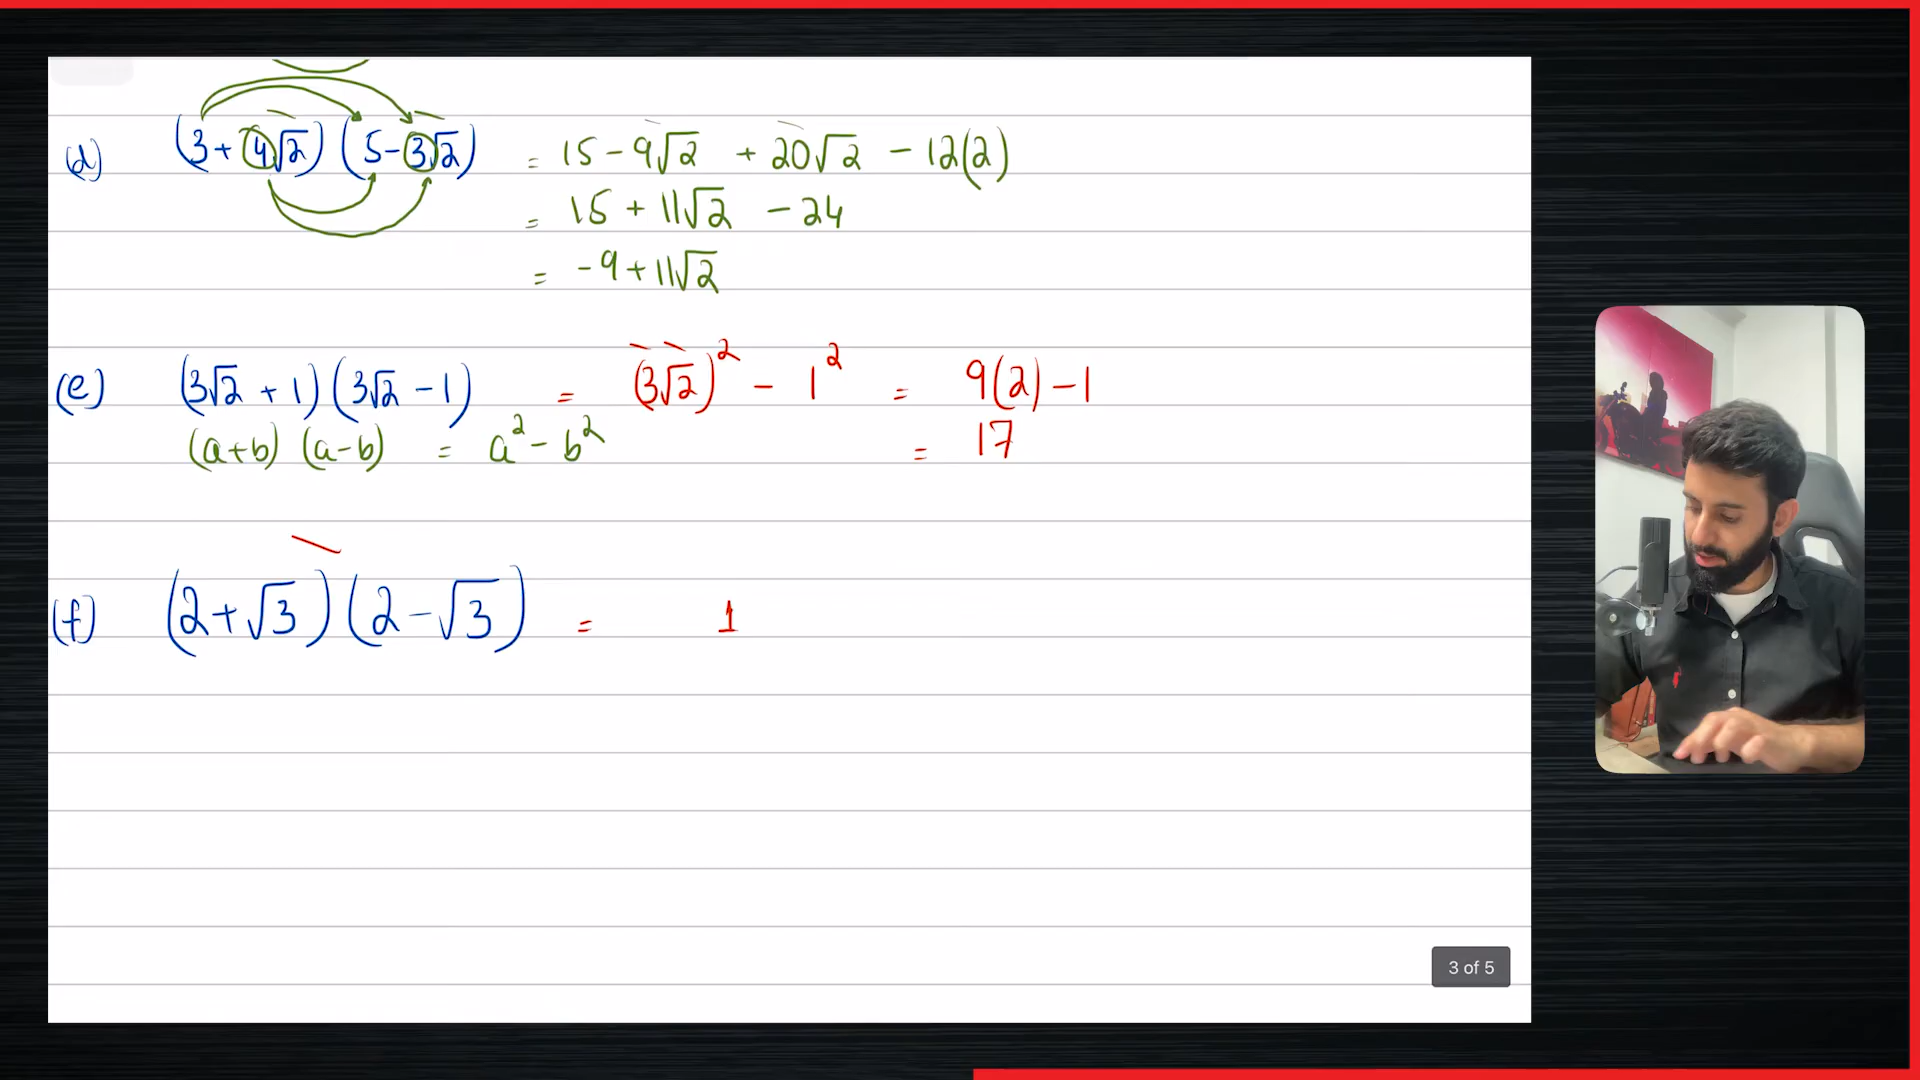 (d) (3+4√2)(5-3√2) = 15-9√2 + 20√2 - 12(2)
= 15 + 11√2 - 24
= -9+11√2
(e) (3√2 + 1)(3√2 - 1) = (3√2)² - 1² = 9(2) - 1
(a+b) (a-b) = a² - b² = 17
(f) (2+√3)(2-√3) = 1
3 of 5